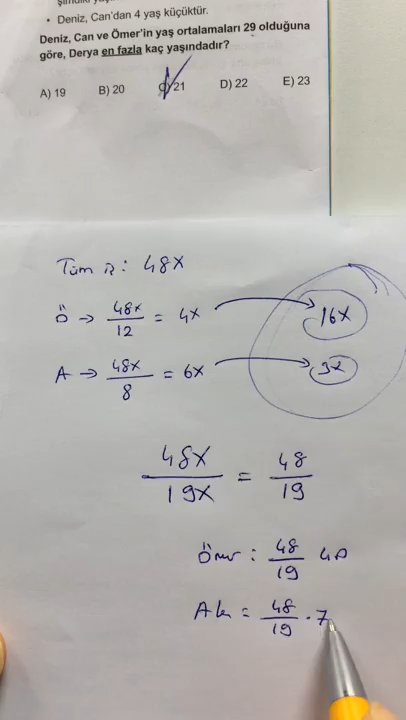 • Deniz, Can'dan 4 yaş küçüktür.
Deniz, Can ve Ömer'in yaş ortalamaları 29 olduğuna
göre, Derya en fazla kaç yaşındadır?
A) 19 B) 20 C) 21 D) 22 E) 23
Tüm iş: 48x
Ö → 48x/12 = 4x → 16x
A → 48x/8 = 6x → 3x
48x/19x = 48/19
Ömer: 48/19
48/19 · 7